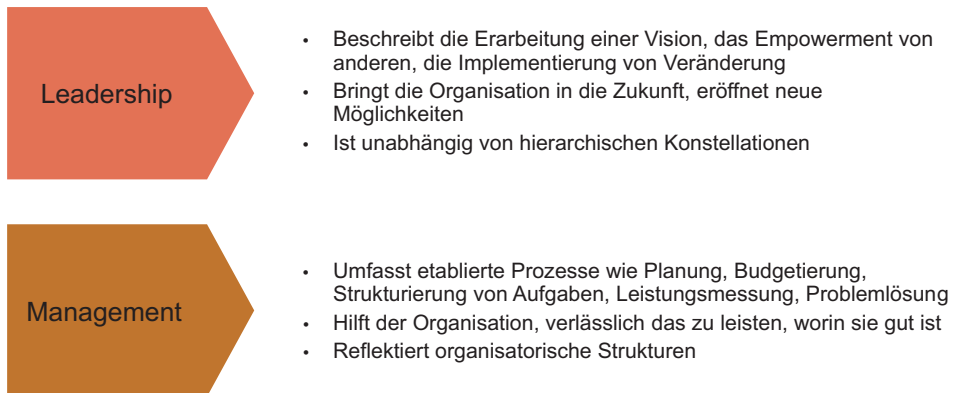 Leadership
• Beschreibt die Erarbeitung einer Vision, das Empowerment von
anderen, die Implementierung von Veränderung
• Bringt die Organisation in die Zukunft, eröffnet neue
Möglichkeiten
• Ist unabhängig von hierarchischen Konstellationen
Management
• Umfasst etablierte Prozesse wie Planung, Budgetierung,
Strukturierung von Aufgaben, Leistungsmessung, Problemlösung
• Hilft der Organisation, verlässlich das zu leisten, worin sie gut ist
• Reflektiert organisatorische Strukturen